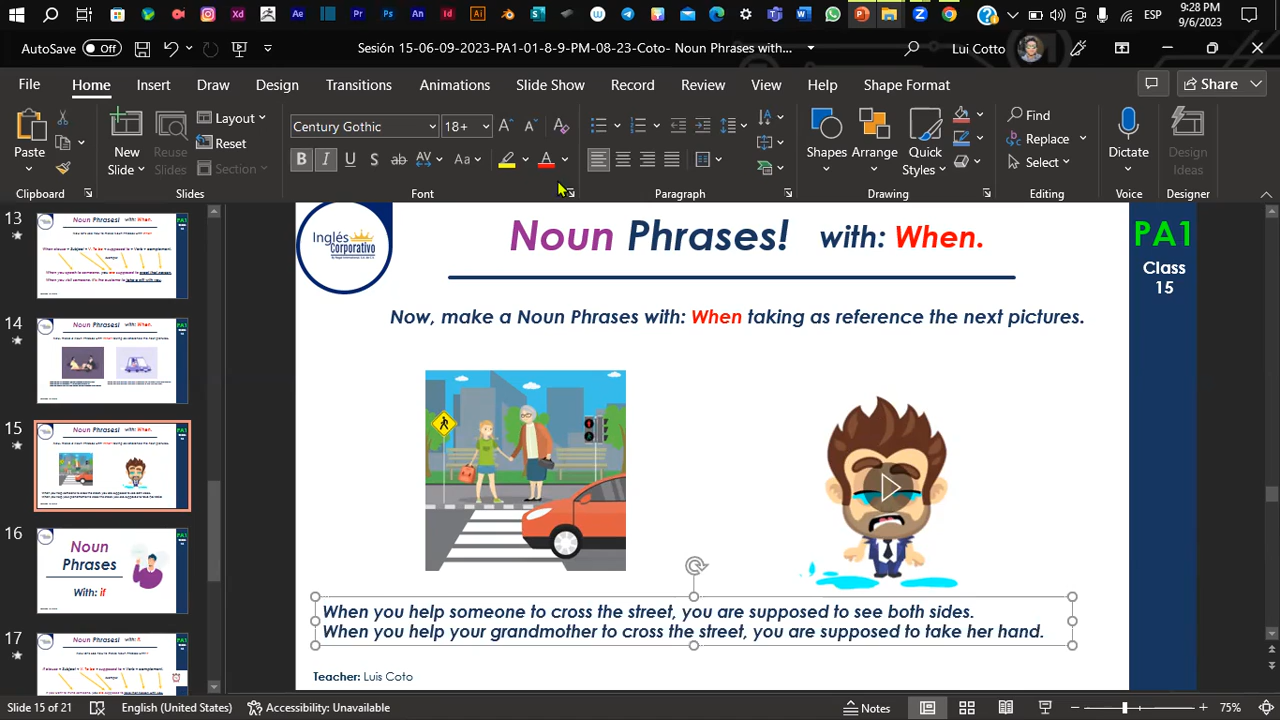 9:28 PM
ESP
9/6/2023
AutoSave Off
Sesión 15-06-09-2023-PA1-01-8-9-PM-08-23-Coto- Noun Phrases with...
Lui Cotto
File Home Insert Draw Design Transitions Animations Slide Show Record Review View Help Shape Format Share
Paste
New Slide
Reuse Slides
Layout
Reset
Section
Century Gothic 18+
Shapes Arrange Quick Styles
Find
Replace
Select
Dictate
Design Ideas
Clipboard Slides Font Paragraph Drawing Editing Voice Designer
13
14
15
16
Noun Phrases
With: if
17
Inglés corporativo
Noun Phrases! with: When.
PA1
Class
15
Now, make a Noun Phrases with: When taking as reference the next pictures.
When you help someone to cross the street, you are supposed to see both sides.
When you help your grandmother to cross the street, you are supposed to take her hand.
Teacher: Luis Coto
Slide 15 of 21 English (United States) Accessibility: Unavailable Notes 75%